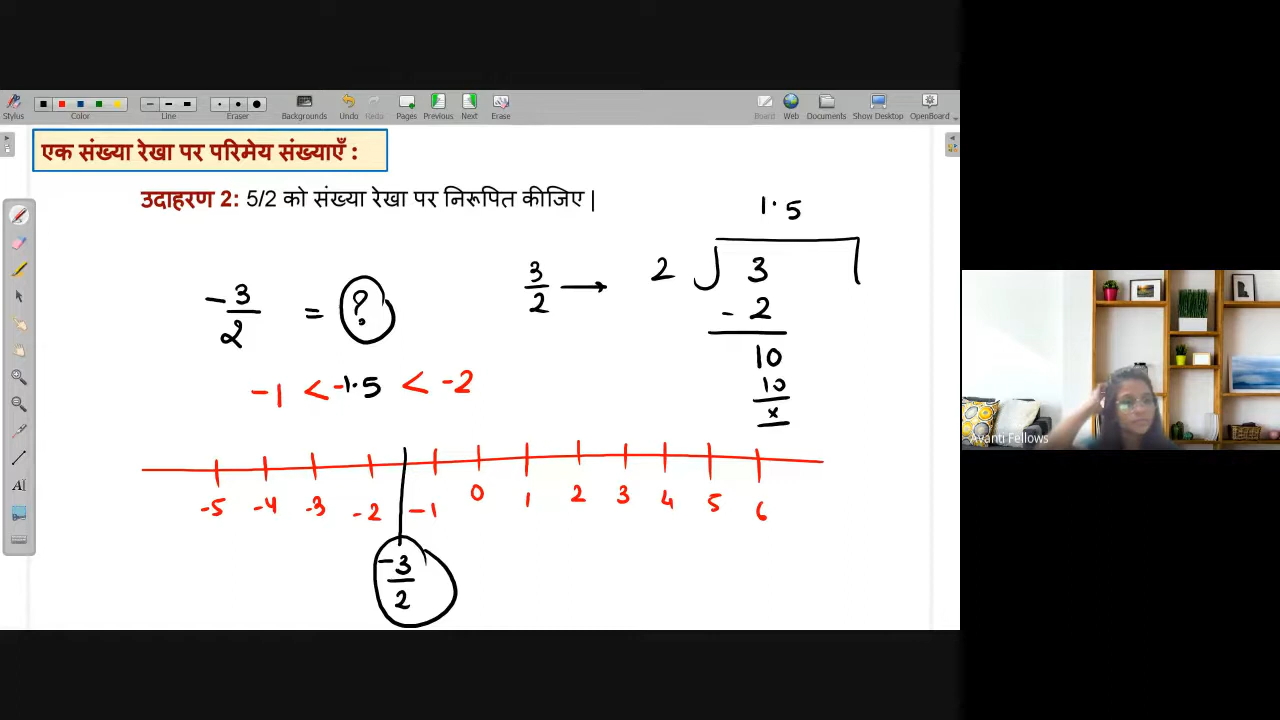 Stylus Color Line Eraser Backgrounds Undo Redo Pages Previous Next Erase Board Web Documents Show Desktop OpenBoard
एक संख्या रेखा पर परिमेय संख्याएँ :
उदाहरण 2: 5/2 को संख्या रेखा पर निरूपित कीजिए |
-3/2 = ?
3/2 → 2 ) 3
1.5
- 2
10
10
x
-1 < -1.5 < -2
-5 -4 -3 -2 -1 0 1 2 3 4 5 6
-3/2
Avanti Fellows